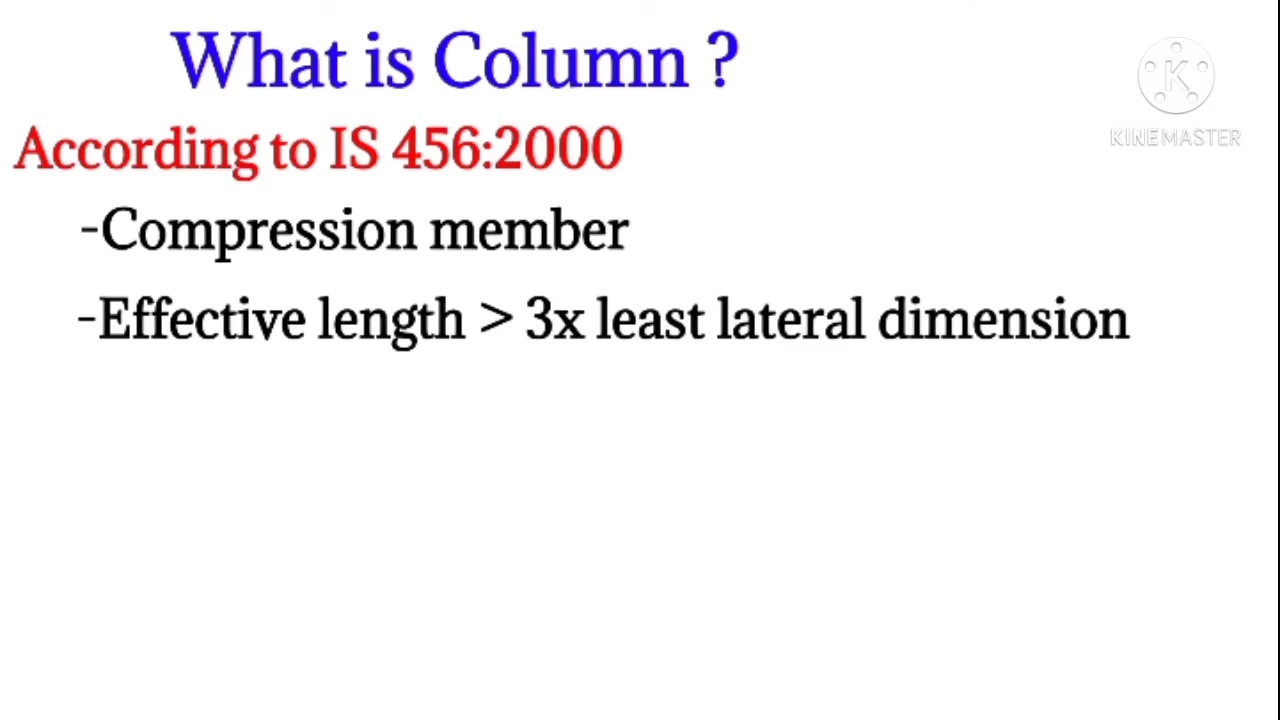 What is Column ?
According to IS 456:2000
-Compression member
-Effective length > 3x least lateral dimension
K
KINEMASTER